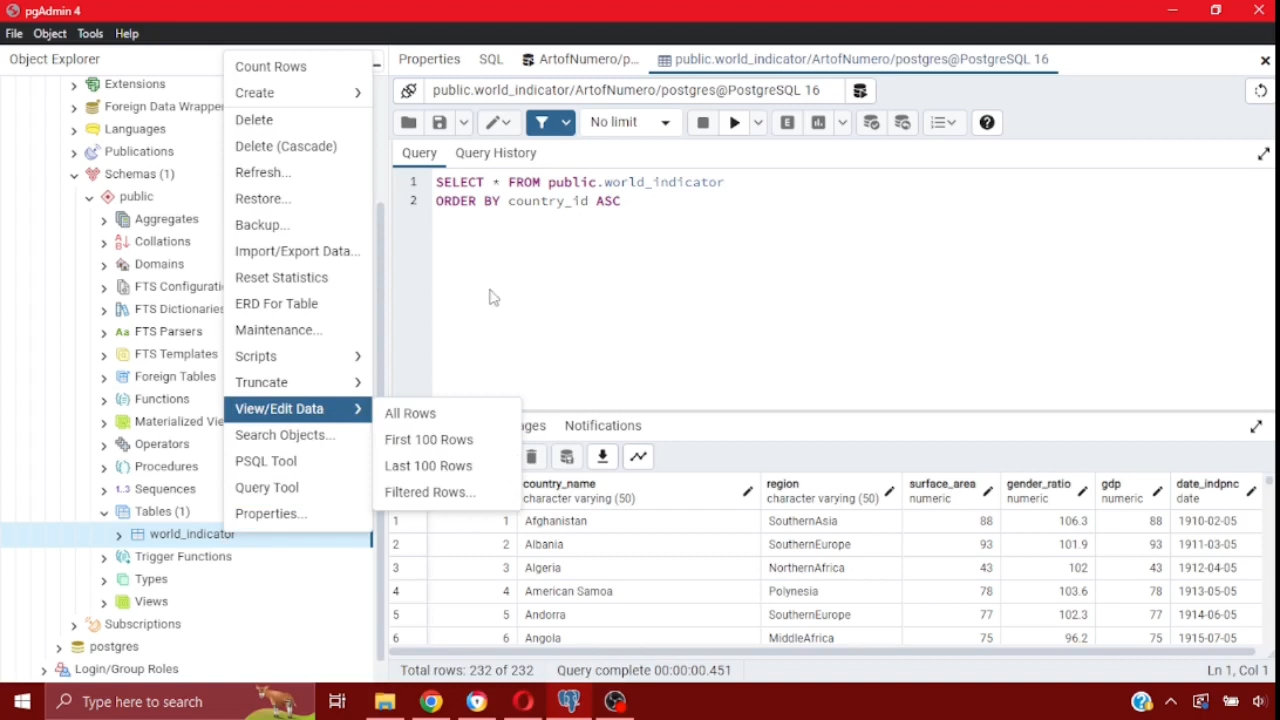 pgAdmin 4
File Object Tools Help
Object Explorer
Extensions
Foreign Data Wrapper
Languages
Publications
Schemas (1)
public
Aggregates
Collations
Domains
FTS Configurati
FTS Dictionaries
FTS Parsers
FTS Templates
Foreign Tables
Functions
Materialized Vie
Operators
Procedures
1..3 Sequences
Tables (1)
world_indicator
Trigger Functions
Types
Views
Subscriptions
postgres
Login/Group Roles
Count Rows
Create
Delete
Delete (Cascade)
Refresh...
Restore...
Backup...
Import/Export Data...
Reset Statistics
ERD For Table
Maintenance...
Scripts
Truncate
View/Edit Data
Search Objects...
PSQL Tool
Query Tool
Properties...
All Rows
First 100 Rows
Last 100 Rows
Filtered Rows...
Properties SQL ArtofNumero/p... public.world_indicator/ArtofNumero/postgres@PostgreSQL 16
public.world_indicator/ArtofNumero/postgres@PostgreSQL 16
No limit
Query Query History
1 SELECT * FROM public.world_indicator
2 ORDER BY country_id ASC
ages Notifications
country_name region surface_area gender_ratio gdp date_indpnc
character varying (50) character varying (50) numeric numeric numeric date
1 1 Afghanistan SouthernAsia 88 106.3 88 1910-02-05
2 2 Albania SouthernEurope 93 101.9 93 1911-03-05
3 3 Algeria NorthernAfrica 43 102 43 1912-04-05
4 4 American Samoa Polynesia 78 103.6 78 1913-05-05
5 5 Andorra SouthernEurope 77 102.3 77 1914-06-05
6 6 Angola MiddleAfrica 75 96.2 75 1915-07-05
Total rows: 232 of 232 Query complete 00:00:00.451 Ln 1, Col 1
Type here to search